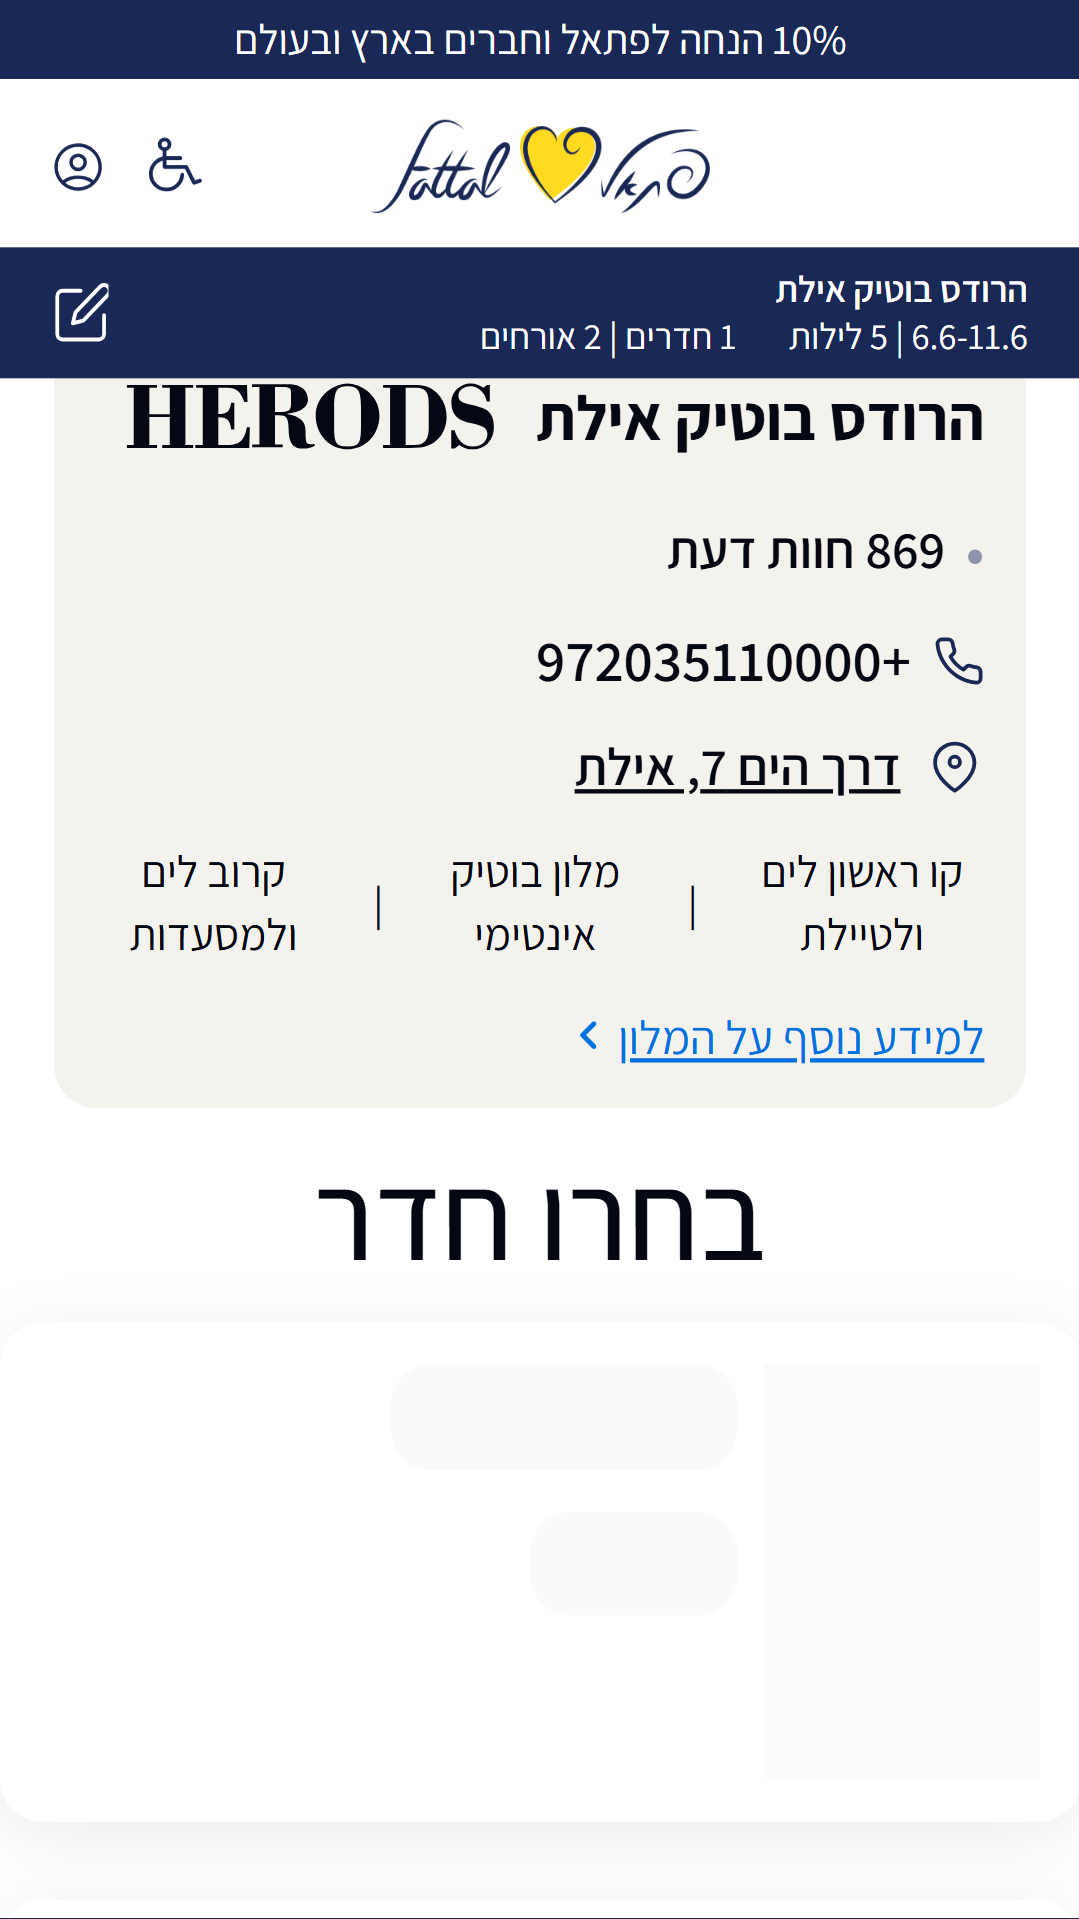 10% הנחה לפתאל וחברים בארץ ובעולם
פתאל Fattal
הרודס בוטיק אילת
6.6-11.6 | 5 לילות 1 חדרים | 2 אורחים
הרודס בוטיק אילת HERODS
869 חוות דעת
972035110000+
דרך הים 7, אילת
קו ראשון לים
ולטיילת
|
מלון בוטיק
אינטימי
|
קרוב לים
ולמסעדות
למידע נוסף על המלון
בחרו חדר